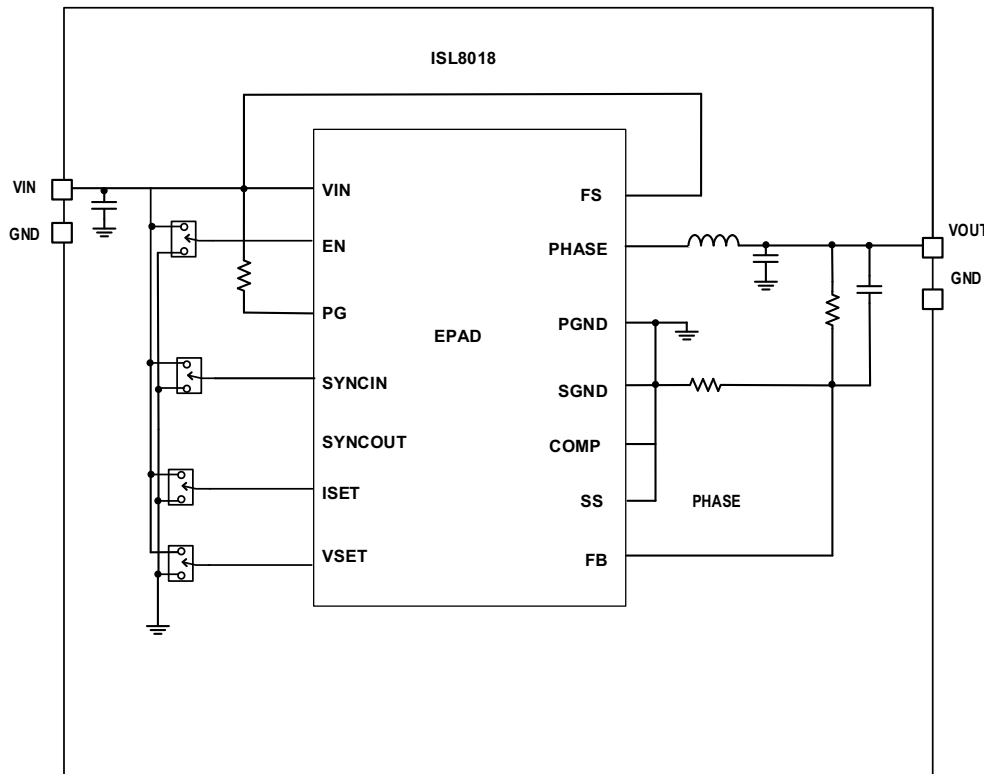 ISL8018
VIN
GND
VIN
EN
PG
SYNCIN
SYNCOUT
ISET
VSET
EPAD
FS
PHASE
PGND
SGND
COMP
SS
FB
PHASE
VOUT
GND